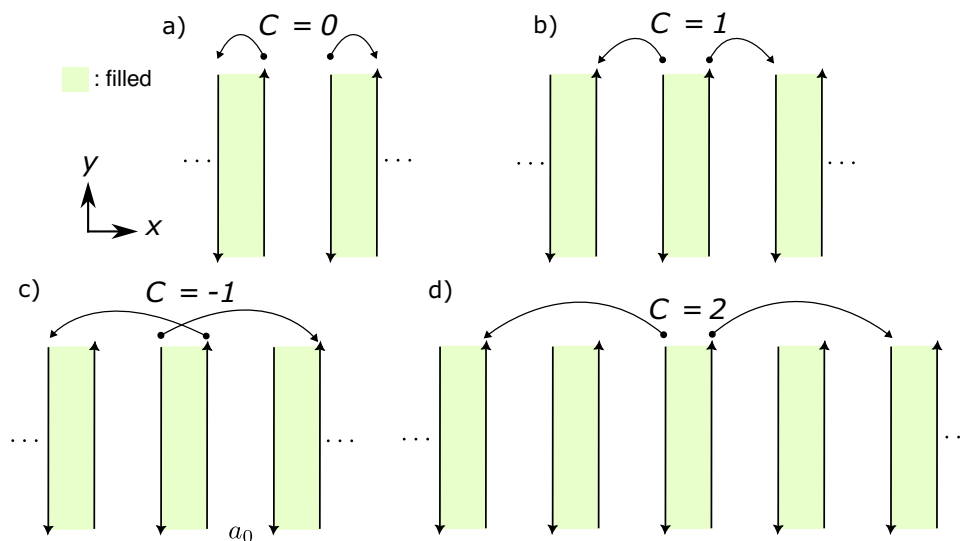 a) C = 0
b) C = 1
: filled
y
x
. . .
. . .
. . .
. . .
c) C = -1
d) C = 2
. . .
. . .
. . .
. .
a0